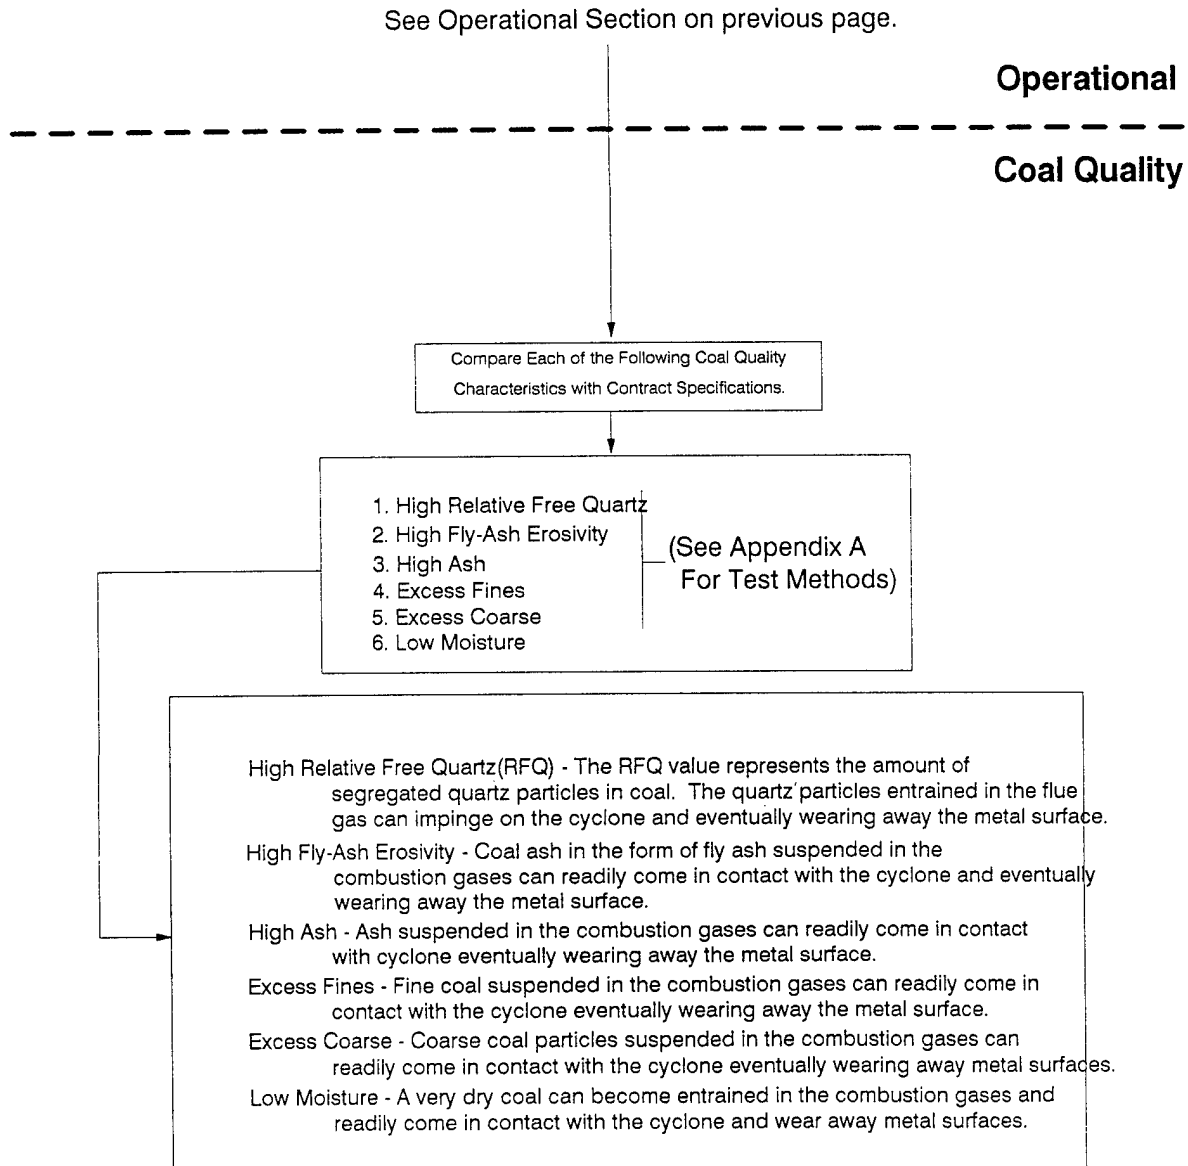 See Operational Section on previous page.
Operational
Coal Quality
Compare Each of the Following Coal Quality
Characteristics with Contract Specifications.
1. High Relative Free Quartz
2. High Fly-Ash Erosivity
3. High Ash
4. Excess Fines
5. Excess Coarse
6. Low Moisture
(See Appendix A
For Test Methods)
High Relative Free Quartz(RFQ) - The RFQ value represents the amount of
segregated quartz particles in coal. The quartz particles entrained in the flue
gas can impinge on the cyclone and eventually wearing away the metal surface.
High Fly-Ash Erosivity - Coal ash in the form of fly ash suspended in the
combustion gases can readily come in contact with the cyclone and eventually
wearing away the metal surface.
High Ash - Ash suspended in the combustion gases can readily come in contact
with cyclone eventually wearing away the metal surface.
Excess Fines - Fine coal suspended in the combustion gases can readily come in
contact with the cyclone eventually wearing away the metal surface.
Excess Coarse - Coarse coal particles suspended in the combustion gases can
readily come in contact with the cyclone eventually wearing away metal surfaces.
Low Moisture - A very dry coal can become entrained in the combustion gases and
readily come in contact with the cyclone and wear away metal surfaces.